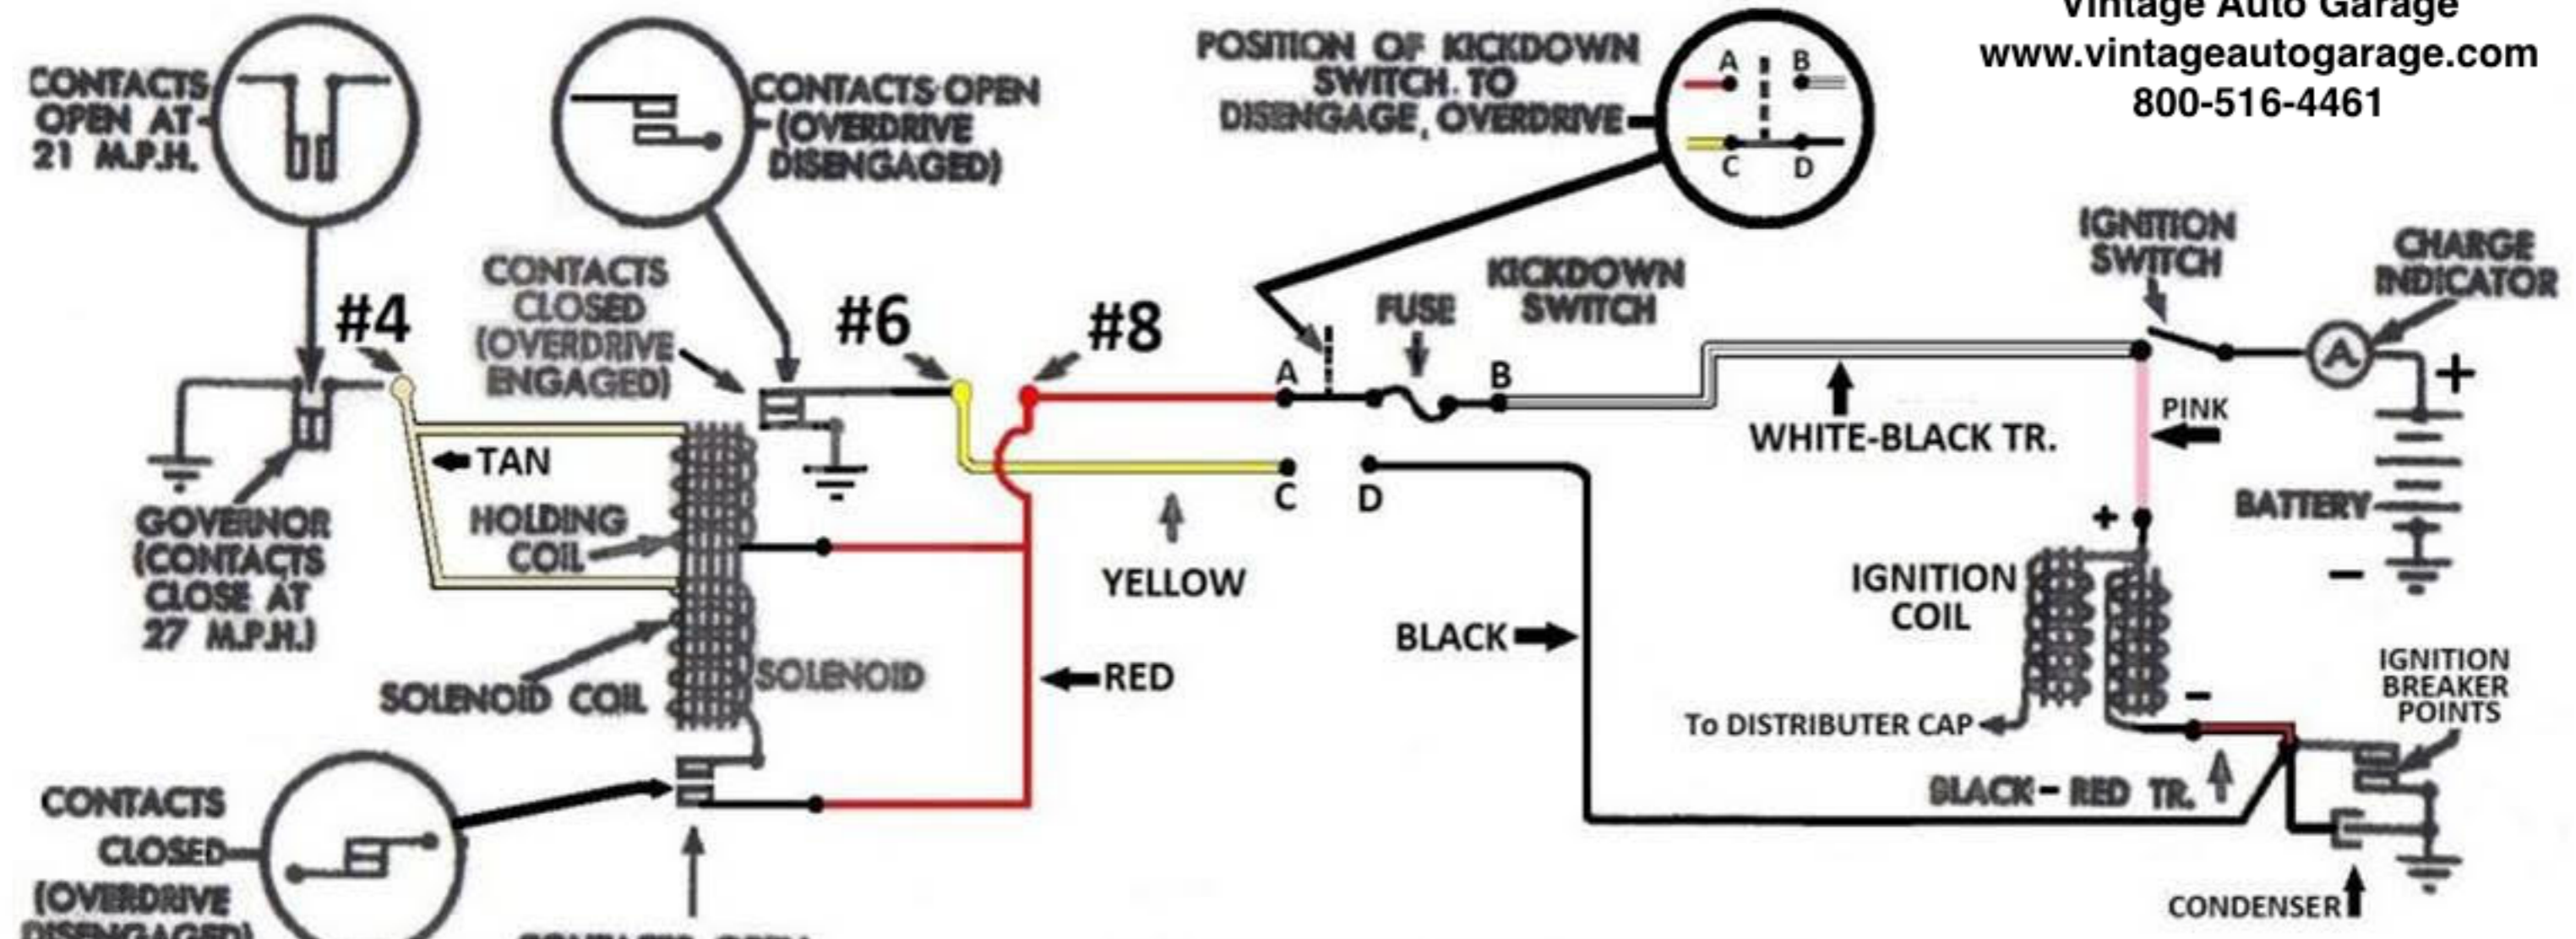 Vintage Auto Garage
www.vintageautogarage.com
800-516-4461
CONTACTS
OPEN AT
21 M.P.H.
CONTACTS OPEN
(OVERDRIVE
DISENGAGED)
POSITION OF KICKDOWN
SWITCH TO
DISENGAGE, OVERDRIVE
A
B
C
D
#4
CONTACTS
CLOSED
(OVERDRIVE
ENGAGED)
#6
#8
FUSE
KICKDOWN
SWITCH
IGNITION
SWITCH
CHARGE
INDICATOR
A
B
A
+
C
D
TAN
WHITE-BLACK TR.
PINK
+
BATTERY
-
GOVERNOR
(CONTACTS
CLOSE AT
27 M.P.H.)
HOLDING
COIL
YELLOW
IGNITION
COIL
BLACK
RED
SOLENOID COIL
SOLENOID
-
To DISTRIBUTER CAP
IGNITION
BREAKER
POINTS
BLACK-RED TR.
CONTACTS
CLOSED
(OVERDRIVE
DISENGAGED)
CONTACTS OPEN
CONDENSER